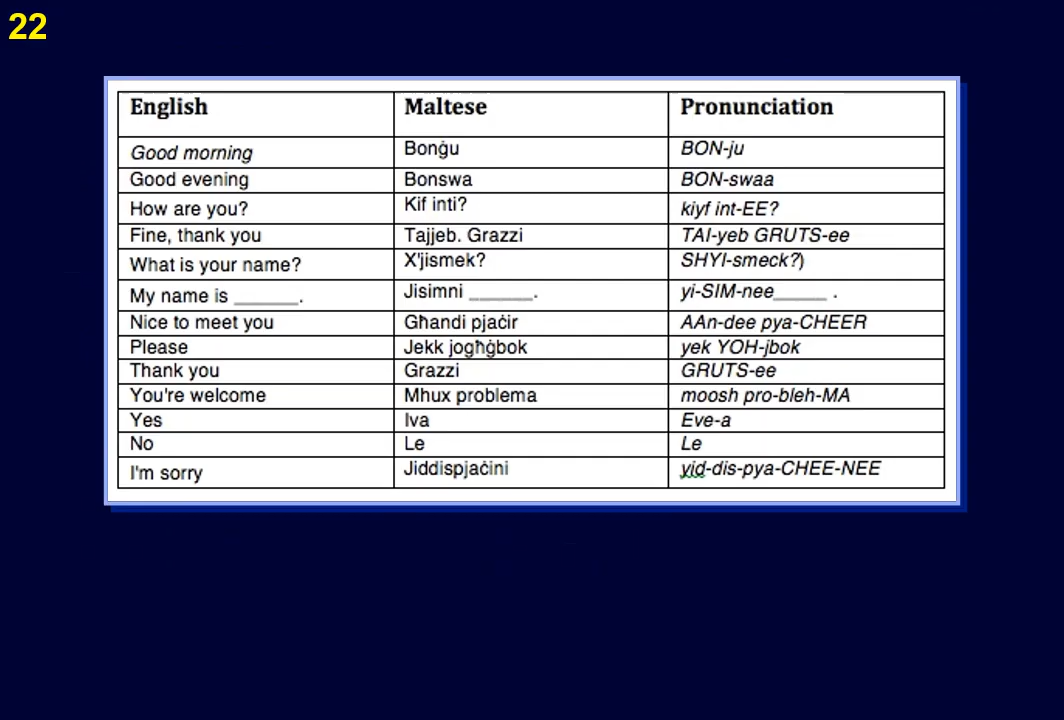 22
English Maltese Pronunciation
Good morning Bonġu BON-ju
Good evening Bonswa BON-swaa
How are you? Kif inti? kiyf int-EE?
Fine, thank you Tajjeb. Grazzi TAI-yeb GRUTS-ee
What is your name? X'jismek? SHYI-smeck?)
My name is _______. Jisimni _______. yi-SIM-nee______ .
Nice to meet you Għandi pjaċir AAn-dee pya-CHEER
Please Jekk jogħġbok yek YOH-jbok
Thank you Grazzi GRUTS-ee
You're welcome Mhux problema moosh pro-bleh-MA
Yes Iva Eve-a
No Le Le
I'm sorry Jiddispjaċini yid-dis-pya-CHEE-NEE